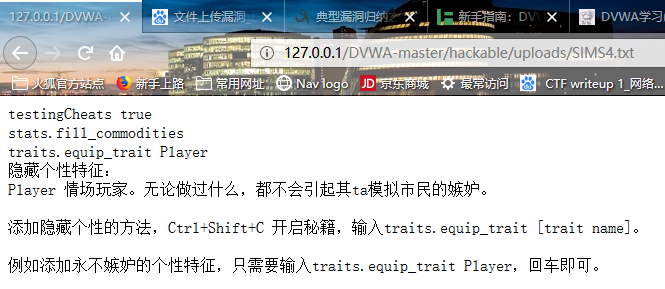 127.0.0.1/DVWA-
文件上传漏洞
典型漏洞归纳之
新手指南: DV
DVWA学习
127.0.0.1/DVWA-master/hackable/uploads/SIMS4.txt
火狐官方站点 新手上路 常用网址 Nav logo JD 京东商城 最常访问 CTF writeup 1_网络...
testingCheats true
stats.fill_commodities
traits.equip_trait Player
隐藏个性特征:
Player 情场玩家。无论做过什么，都不会引起其ta模拟市民的嫉妒。
添加隐藏个性的方法，Ctrl+Shift+C 开启秘籍，输入traits.equip_trait [trait name]。
例如添加永不嫉妒的个性特征，只需要输入traits.equip_trait Player，回车即可。